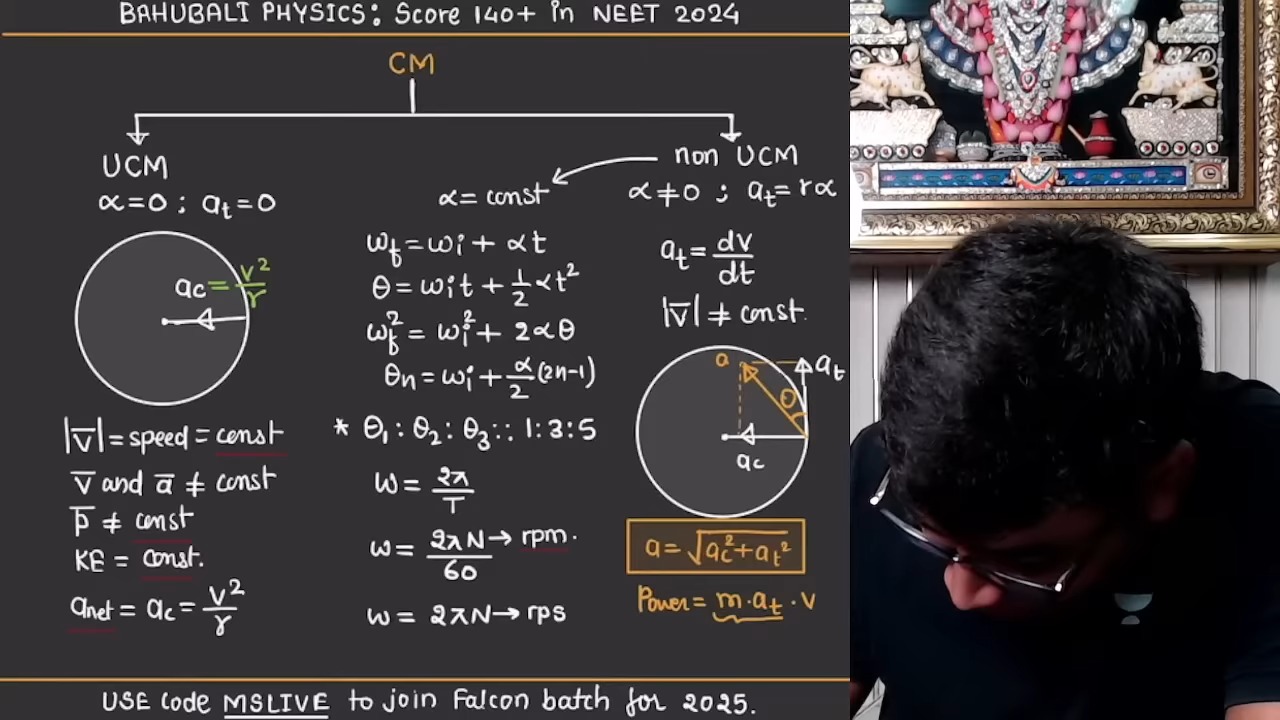 BAHUBALI PHYSICS: Score 140+ in NEET 2024
CM
UCM
α=0 ; at=0
ac = v²/r
|v̅| = speed = const
v̅ and a̅ ≠ const
p̅ ≠ const
KE = const.
anet = ac = v²/r
α = const
ωf = ωi + αt
θ = ωit + 1/2 αt²
ωf² = ωi² + 2αθ
θn = ωi + α/2 (2n-1)
* θ1 : θ2 : θ3 :: 1:3:5
ω = 2π/T
ω = 2πN/60 → rpm.
ω = 2πN → rps
non UCM
α≠0 ; at = rα
at = dv/dt
|v̅| ≠ const.
a
at
θ
ac
a = √ac²+at²
Power = m.at.v
USE Code MSLIVE to join Falcon batch for 2025.